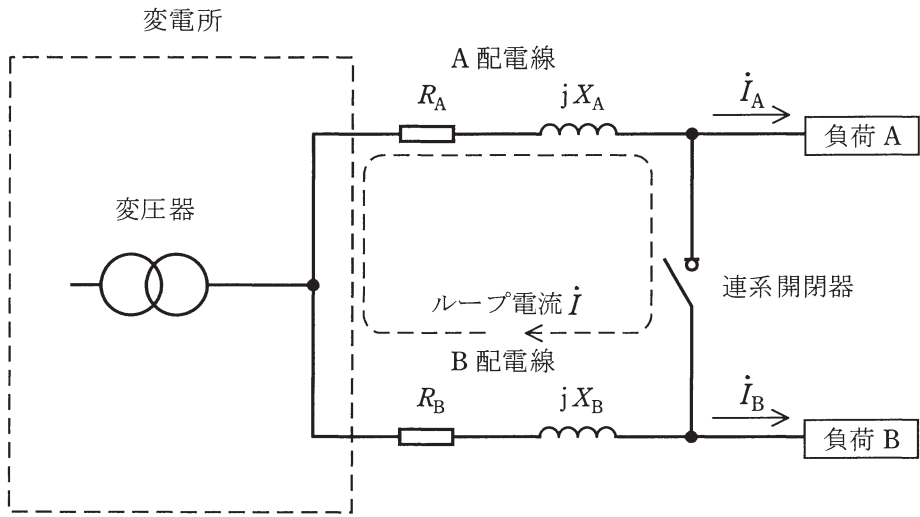 変電所
A 配電線
R_A
jX_A
İ_A
負荷 A
変圧器
ループ電流 İ
連系開閉器
B 配電線
R_B
jX_B
İ_B
負荷 B